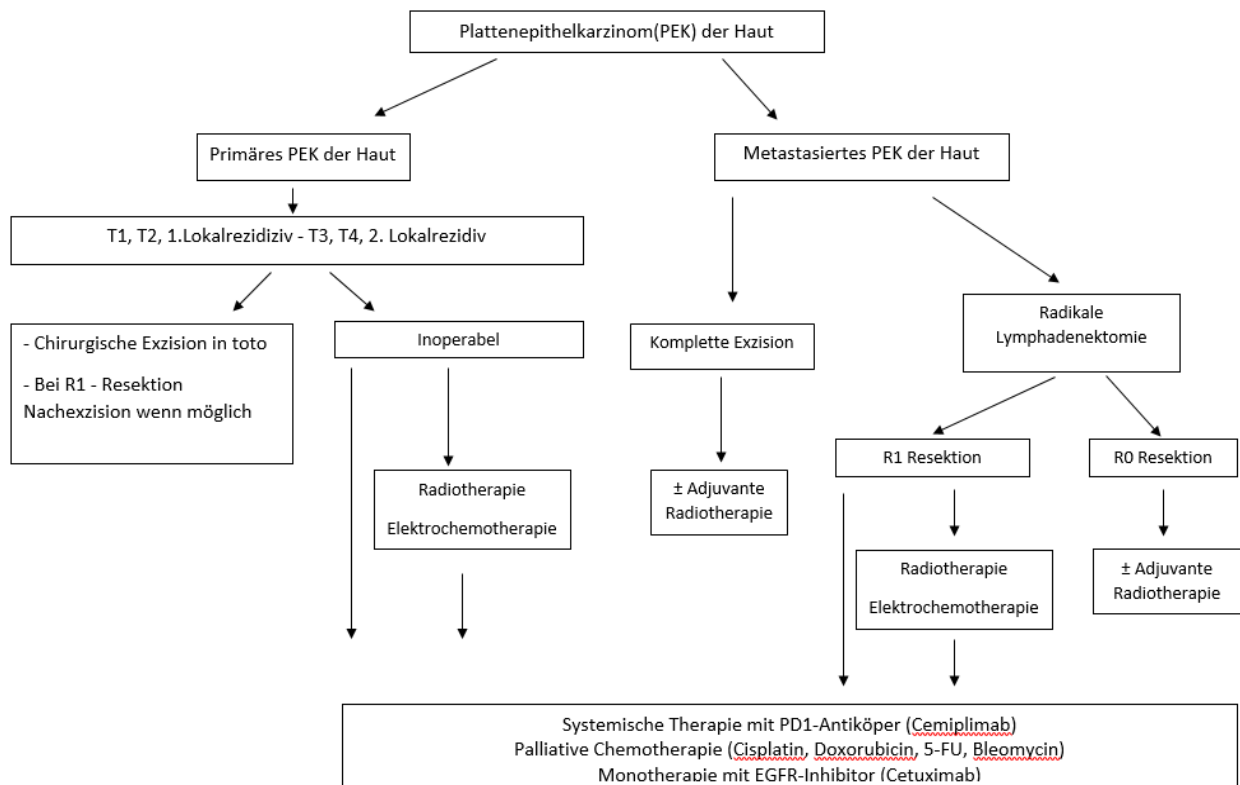 Plattenepithelkarzinom(PEK) der Haut
Primäres PEK der Haut
Metastasiertes PEK der Haut
T1, T2, 1.Lokalrezidiziv - T3, T4, 2. Lokalrezidiv
- Chirurgische Exzision in toto
- Bei R1 - Resektion
Nachexzision wenn möglich
Inoperabel
Komplette Exzision
Radikale
Lymphadenektomie
R1 Resektion
R0 Resektion
Radiotherapie
Elektrochemotherapie
± Adjuvante
Radiotherapie
Radiotherapie
Elektrochemotherapie
± Adjuvante
Radiotherapie
Systemische Therapie mit PD1-Antiköper (Cemiplimab)
Palliative Chemotherapie (Cisplatin, Doxorubicin, 5-FU, Bleomycin)
Monotherapie mit EGFR-Inhibitor (Cetuximab)